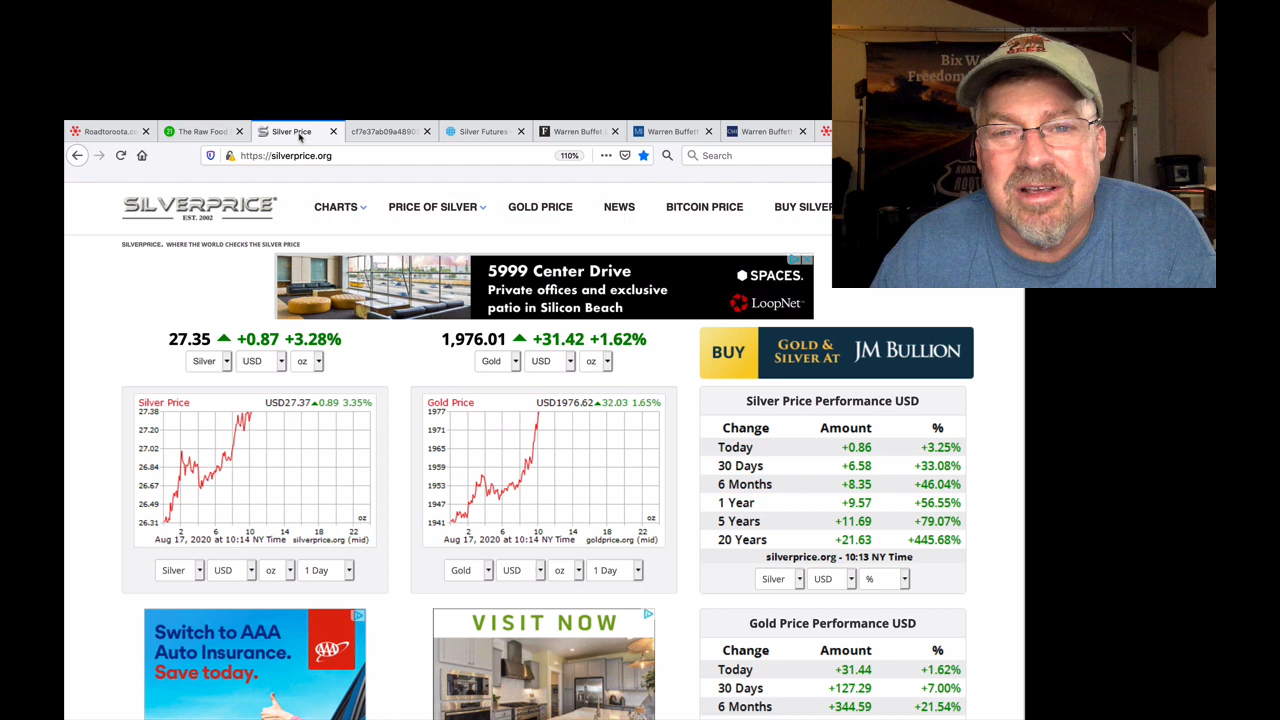 Roadtoroota.co
The Raw Food
Silver Price
cf7e37ab09a4890
Silver Futures -
Warren Buffet
Warren Buffett
Warren Buffett
https://silverprice.org
110%
Search
SILVERPRICE
EST. 2002
CHARTS
PRICE OF SILVER
GOLD PRICE
NEWS
BITCOIN PRICE
BUY SILVER
SILVERPRICE. WHERE THE WORLD CHECKS THE SILVER PRICE
5999 Center Drive
Private offices and exclusive
patio in Silicon Beach
SPACES.
LoopNet
27.35 +0.87 +3.28%
Silver USD oz
1,976.01 +31.42 +1.62%
Gold USD oz
BUY GOLD & SILVER AT JM BULLION
Silver Price USD27.37 0.89 3.35%
27.38
27.20
27.02
26.84
26.67
26.49
26.31
oz
2 6 10 14 18 22
Aug 17, 2020 at 10:14 NY Time silverprice.org (mid)
Silver USD oz 1 Day
Gold Price USD1976.62 32.03 1.65%
1977
1971
1965
1959
1953
1947
1941
oz
2 6 10 14 18 22
Aug 17, 2020 at 10:14 NY Time goldprice.org (mid)
Gold USD oz 1 Day
Silver Price Performance USD
Change Amount %
Today +0.86 +3.25%
30 Days +6.58 +33.08%
6 Months +8.35 +46.04%
1 Year +9.57 +56.55%
5 Years +11.69 +79.07%
20 Years +21.63 +445.68%
silverprice.org - 10:13 NY Time
Silver USD %
Switch to AAA
Auto Insurance.
Save today.
AAA
VISIT NOW
Gold Price Performance USD
Change Amount %
Today +31.44 +1.62%
30 Days +127.29 +7.00%
6 Months +344.59 +21.54%
Bix We
Freedom